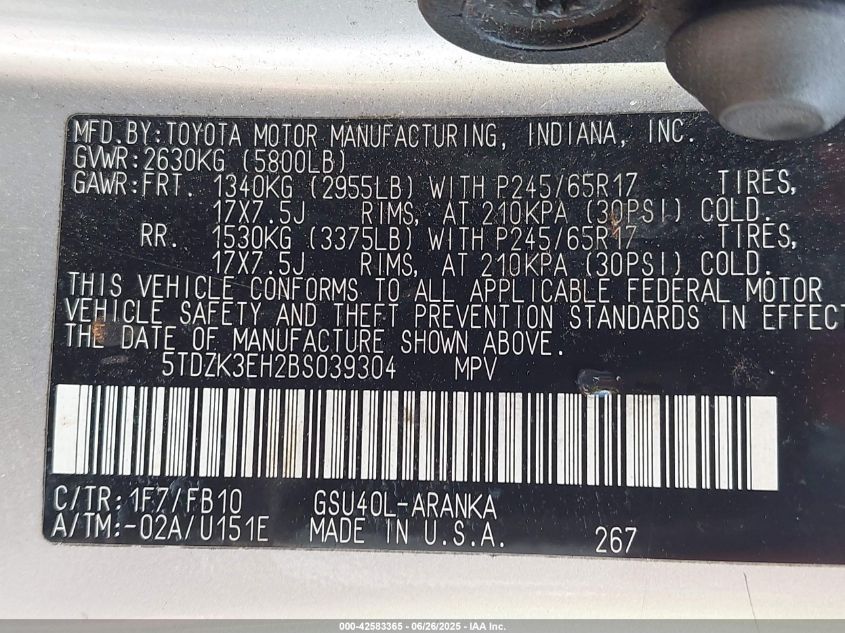 MFD.BY:TOYOTA MOTOR MANUFACTURING, INDIANA, INC.
GVWR:2630KG (5800LB)
GAWR:FRT. 1340KG (2955LB) WITH P245/65R17 TIRES,
17X7.5J RIMS, AT 210KPA (30PSI) COLD.
RR. 1530KG (3375LB) WITH P245/65R17 TIRES,
17X7.5J RIMS, AT 210KPA (30PSI) COLD.
THIS VEHICLE CONFORMS TO ALL APPLICABLE FEDERAL MOTOR
VEHICLE SAFETY AND THEFT PREVENTION STANDARDS IN EFFECT
THE DATE OF MANUFACTURE SHOWN ABOVE.
5TDZK3EH2BS039304 MPV
C/TR:1F7/FB10 GSU40L-ARANKA
A/TM:-02A/U151E MADE IN U.S.A. 267
000-42583365 - 06/26/2025 - IAA Inc.